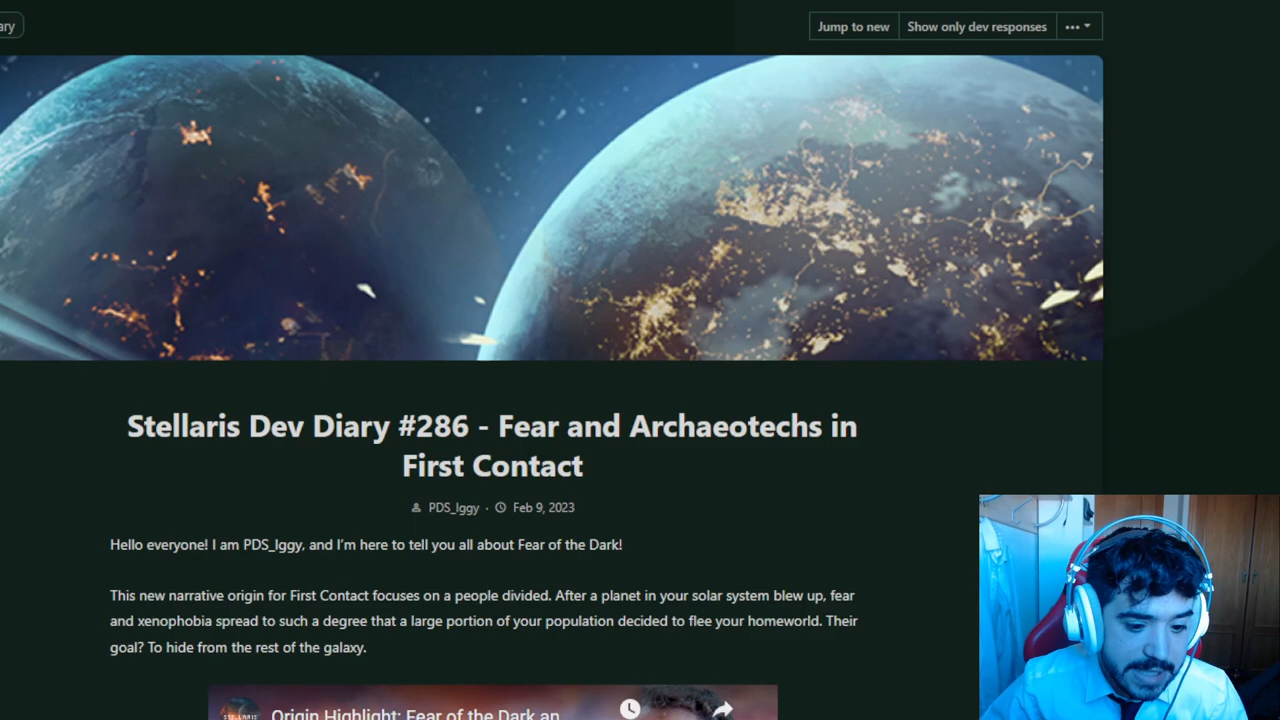 ary
Jump to new
Show only dev responses
Stellaris Dev Diary #286 - Fear and Archaeotechs in
First Contact
PDS_Iggy · Feb 9, 2023
Hello everyone! I am PDS_Iggy, and I'm here to tell you all about Fear of the Dark!
This new narrative origin for First Contact focuses on a people divided. After a planet in your solar system blew up, fear
and xenophobia spread to such a degree that a large portion of your population decided to flee your homeworld. Their
goal? To hide from the rest of the galaxy.
STELLARIS
Origin Highlight: Fear of the Dark an